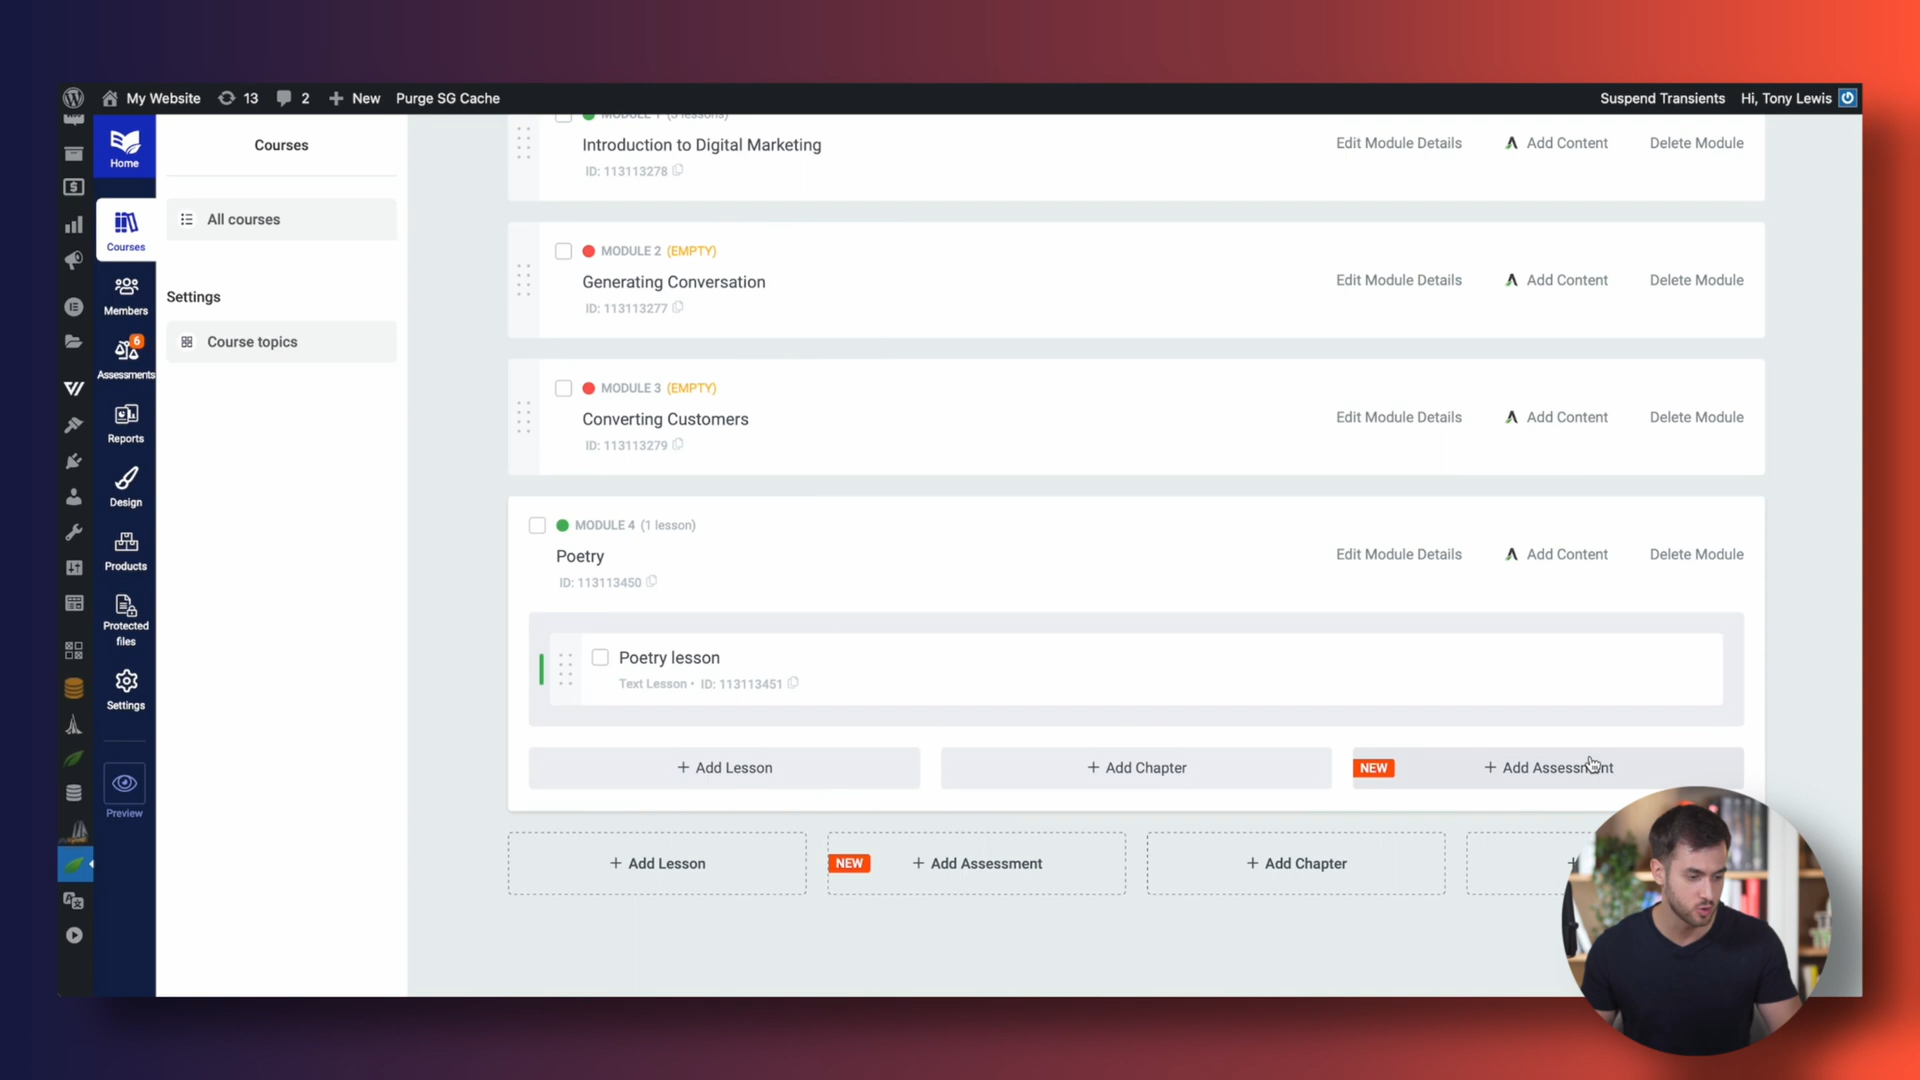 My Website 13 2 New Purge SG Cache Suspend Transients Hi, Tony Lewis
Home
Courses
Members
6
Assessments
Reports
Design
Products
Protected
files
Settings
Preview
Courses
All courses
Settings
Course topics
MODULE 1 (3 lessons)
Introduction to Digital Marketing
ID: 113113278
Edit Module Details Add Content Delete Module
MODULE 2 (EMPTY)
Generating Conversation
ID: 113113277
Edit Module Details Add Content Delete Module
MODULE 3 (EMPTY)
Converting Customers
ID: 113113279
Edit Module Details Add Content Delete Module
MODULE 4 (1 lesson)
Poetry
ID: 113113450
Edit Module Details Add Content Delete Module
Poetry lesson
Text Lesson • ID: 113113451
+ Add Lesson + Add Chapter NEW + Add Assessment
+ Add Lesson NEW + Add Assessment + Add Chapter +